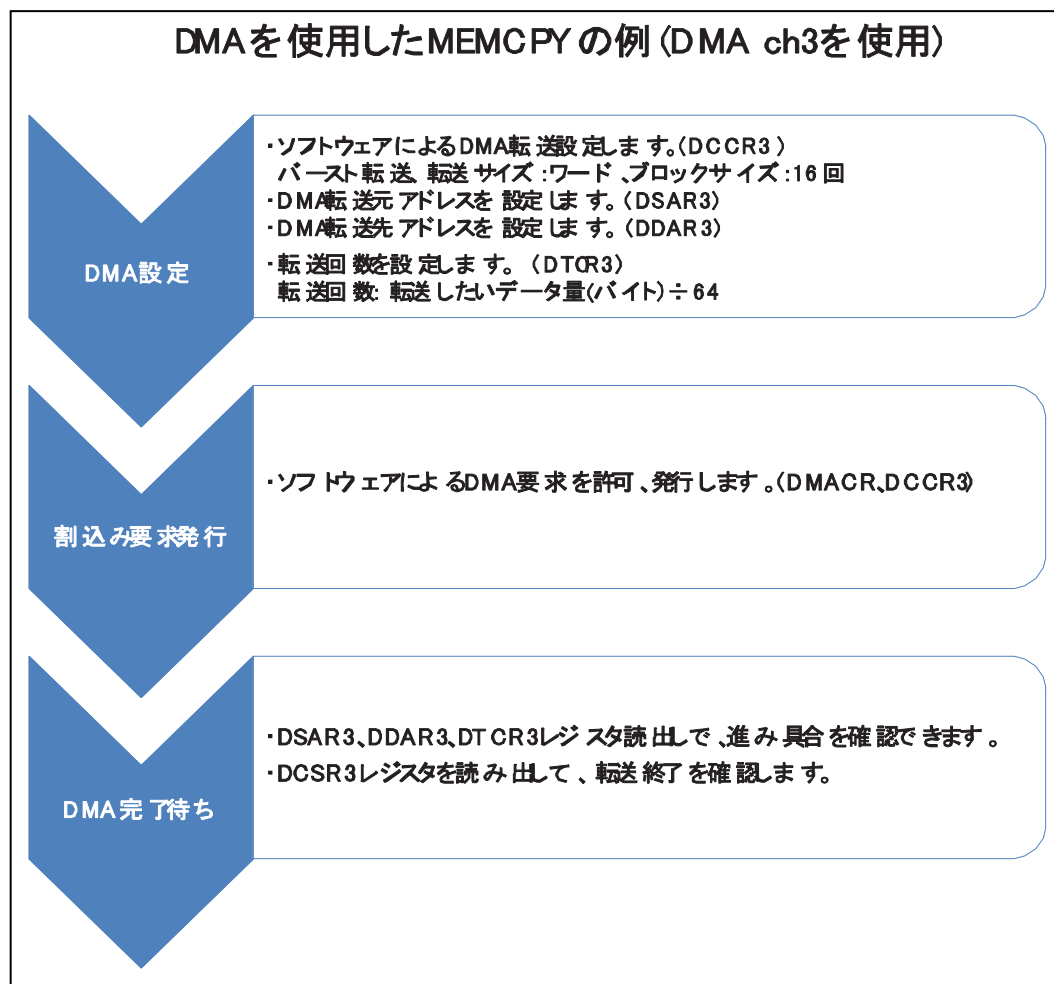 DMAを使用したMEMCPYの例(DMA ch3を使用)
DMA設定
・ソフトウェアによるDMA転送設定します。(DCCR3)
バースト転送、転送サイズ:ワード、ブロックサイズ:16回
・DMA転送元アドレスを設定します。(DSAR3)
・DMA転送先アドレスを設定します。(DDAR3)
・転送回数を設定します。(DTCR3)
転送回数:転送したいデータ量(バイト)÷64
割込み要求発行
・ソフトウェアによるDMA要求を許可、発行します。(DMACR、DCCR3)
DMA完了待ち
・DSAR3、DDAR3、DTCR3レジスタ読出しで、進み具合を確認できます。
・DCSR3レジスタを読み出して、転送終了を確認します。